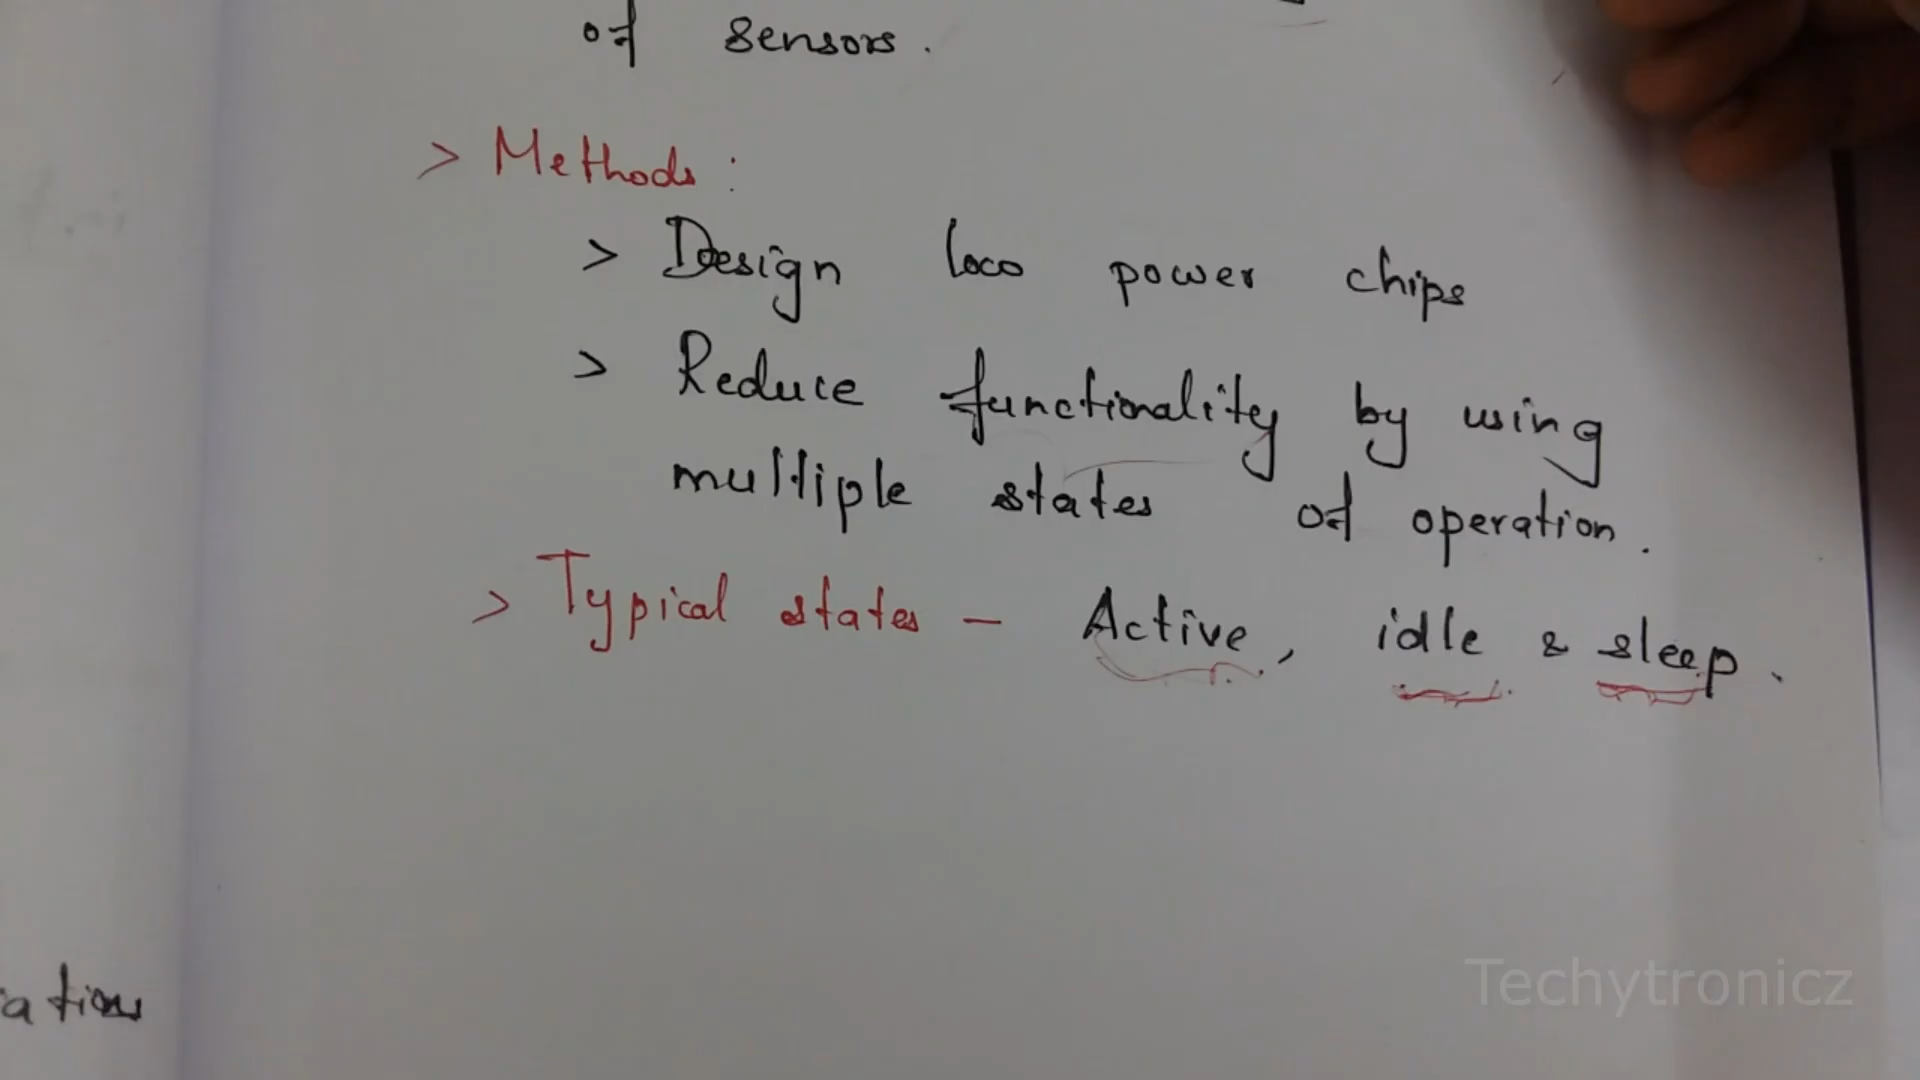 of sensors.
> Methods:
> Design low power chips
> Reduce functionality by using
multiple states of operation.
> Typical states - Active, idle & sleep.
ations
Techytronicz